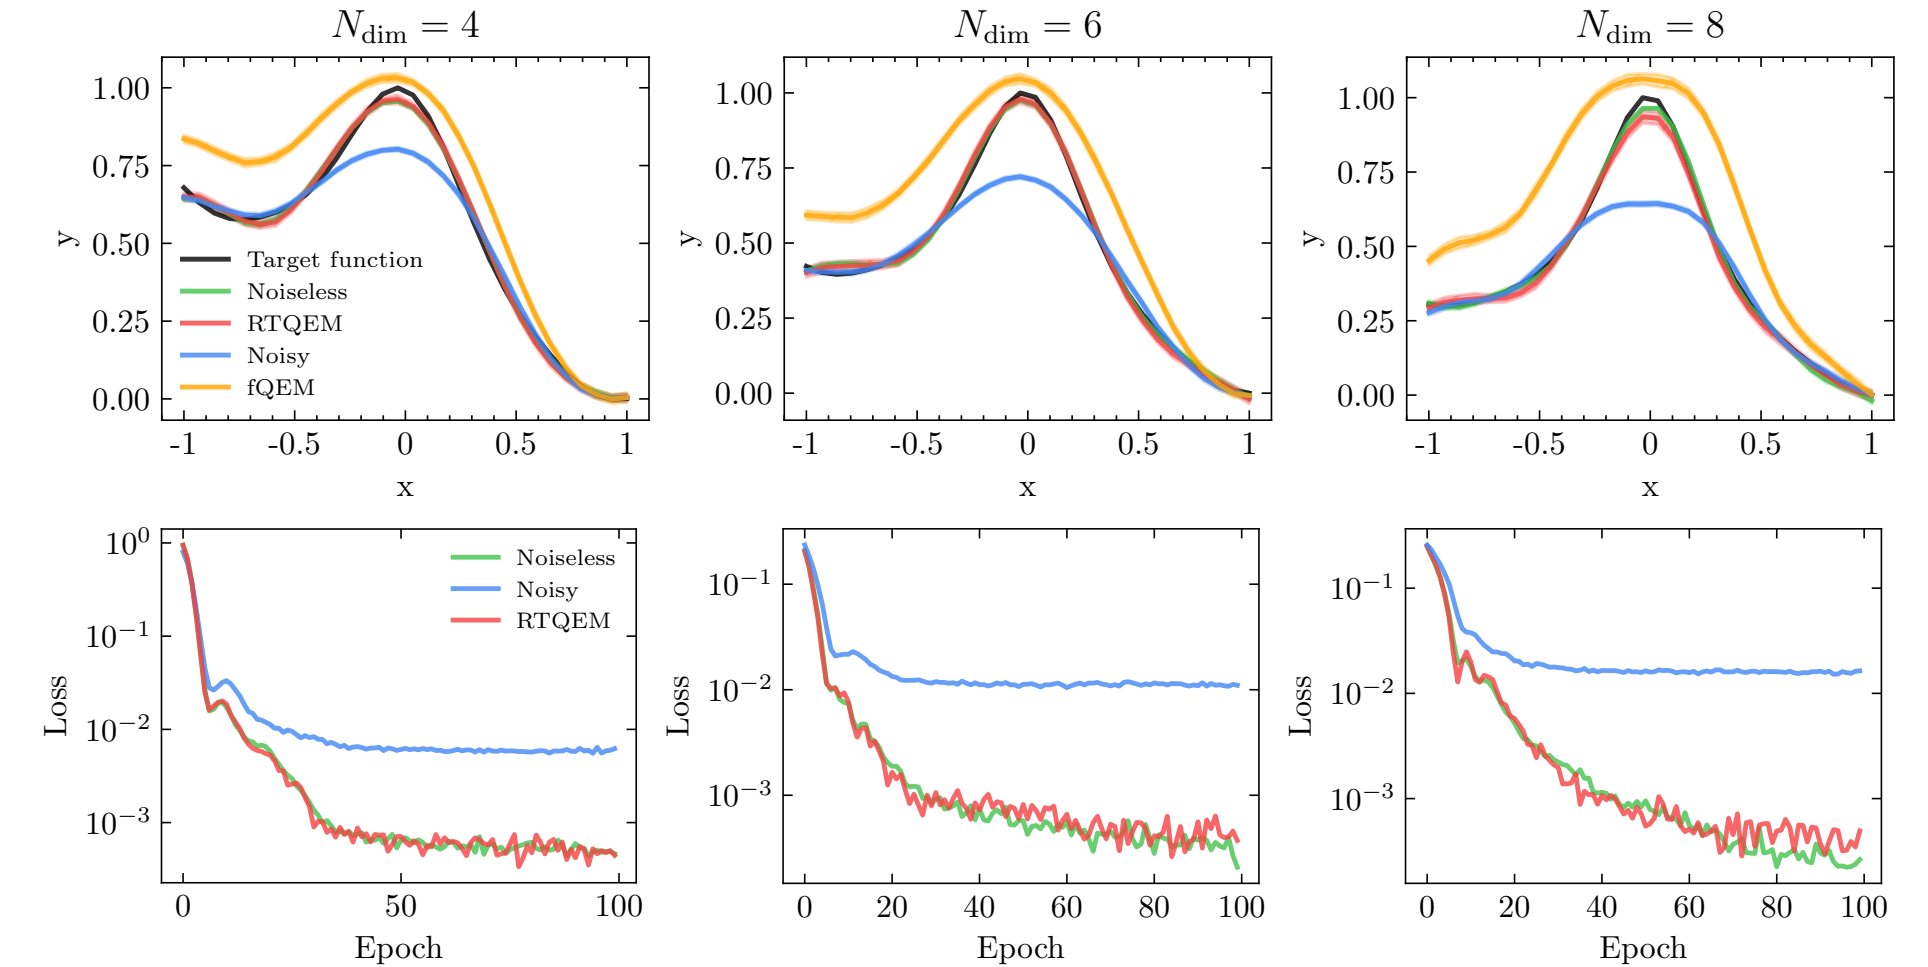 N_dim = 4
N_dim = 6
N_dim = 8
y
1.00
0.75
0.50
0.25
0.00
Target function
Noiseless
RTQEM
Noisy
fQEM
-1 -0.5 0 0.5 1
x
y
1.00
0.75
0.50
0.25
0.00
-1 -0.5 0 0.5 1
x
y
1.00
0.75
0.50
0.25
0.00
-1 -0.5 0 0.5 1
x
Loss
10^0
10^−1
10^−2
10^−3
Noiseless
Noisy
RTQEM
0 50 100
Epoch
Loss
10^−1
10^−2
10^−3
0 20 40 60 80 100
Epoch
Loss
10^−1
10^−2
10^−3
0 20 40 60 80 100
Epoch